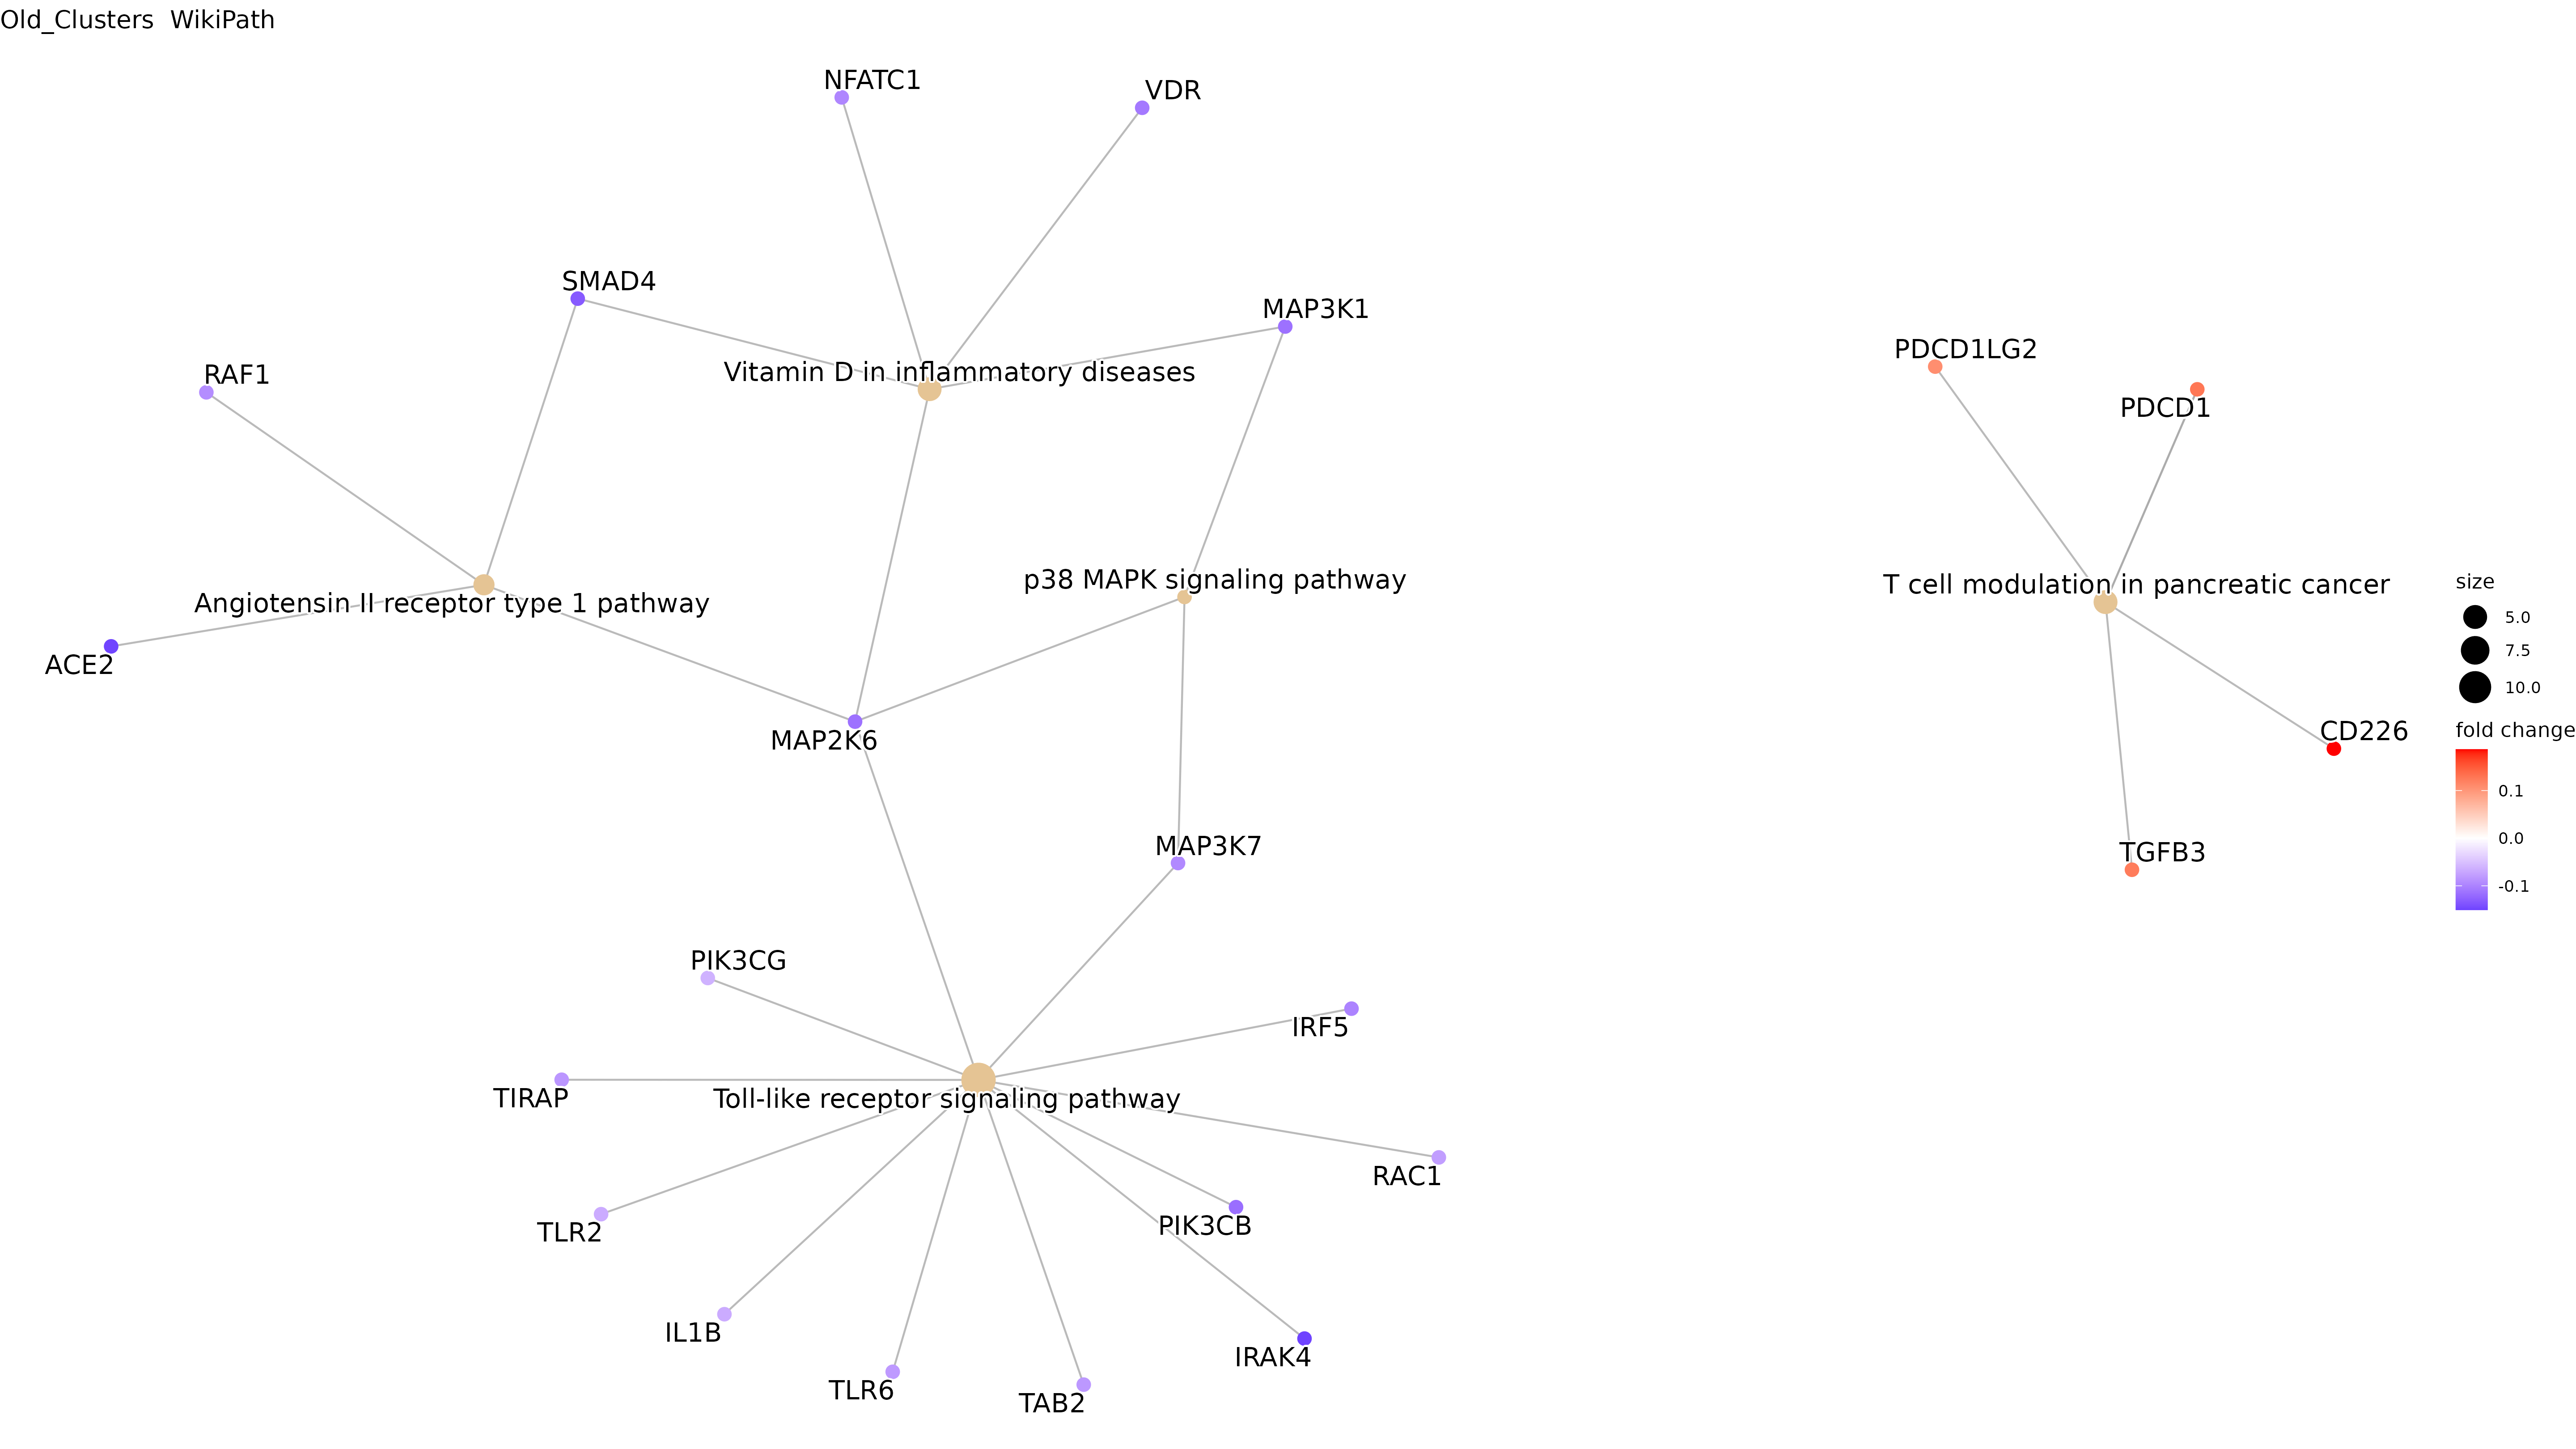 Old_Clusters  WikiPath
NFATC1
VDR
SMAD4
MAP3K1
PDCD1LG2
Vitamin D in inflammatory diseases
RAF1
PDCD1
p38 MAPK signaling pathway
T cell modulation in pancreatic cancer
size
Angiotensin II receptor type 1 pathway
5.0
7.5
ACE2
10.0
fold change
CD226
MAP2K6
0.1
0.0
MAP3K7
TGFB3
-0.1
PIK3CG
IRF5
TIRAP
Toll-like receptor signaling pathway
RAC1
PIK3CB
TLR2
IL1B
IRAK4
TLR6
TAB2